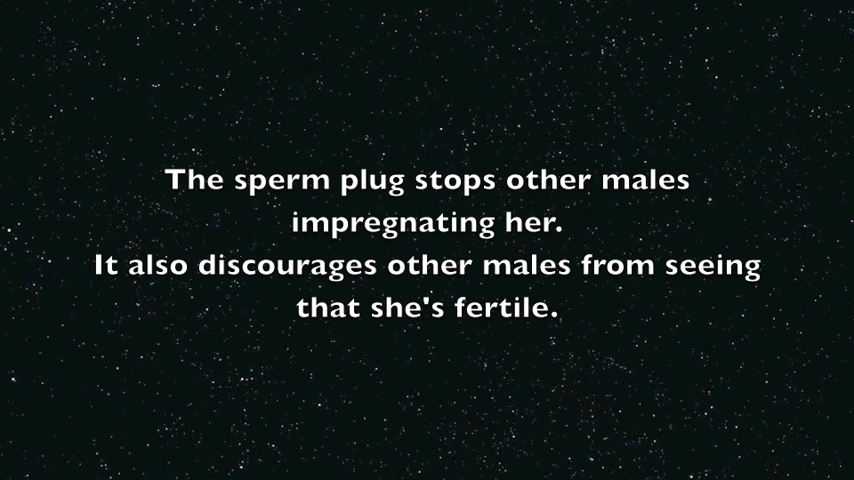 The sperm plug stops other males
impregnating her.
It also discourages other males from seeing
that she's fertile.